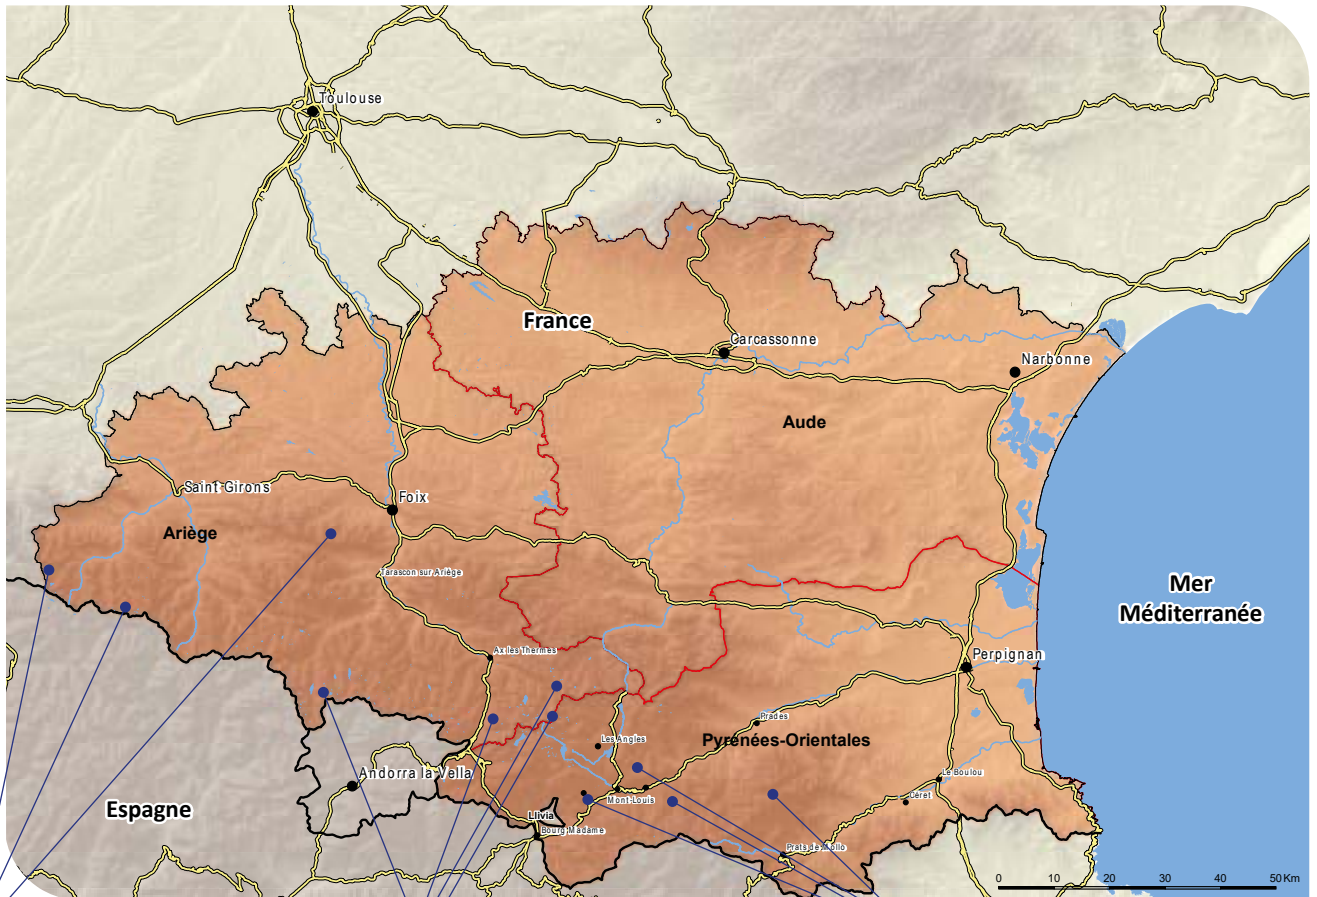 Toulouse
France
Carcassonne
Narbonne
Aude
Saint-Girons
Foix
Ariège
Tarascon sur Ariège
Mer
Méditerranée
Ax les Thermes
Perpignan
Prades
Les Angles
Pyrénées-Orientales
Andorra la Vella
Le Boulou
Mont-Louis
Céret
Espagne
Llivia
Bourg Madame
Prats de Mollo
0 10 20 30 40 50 Km